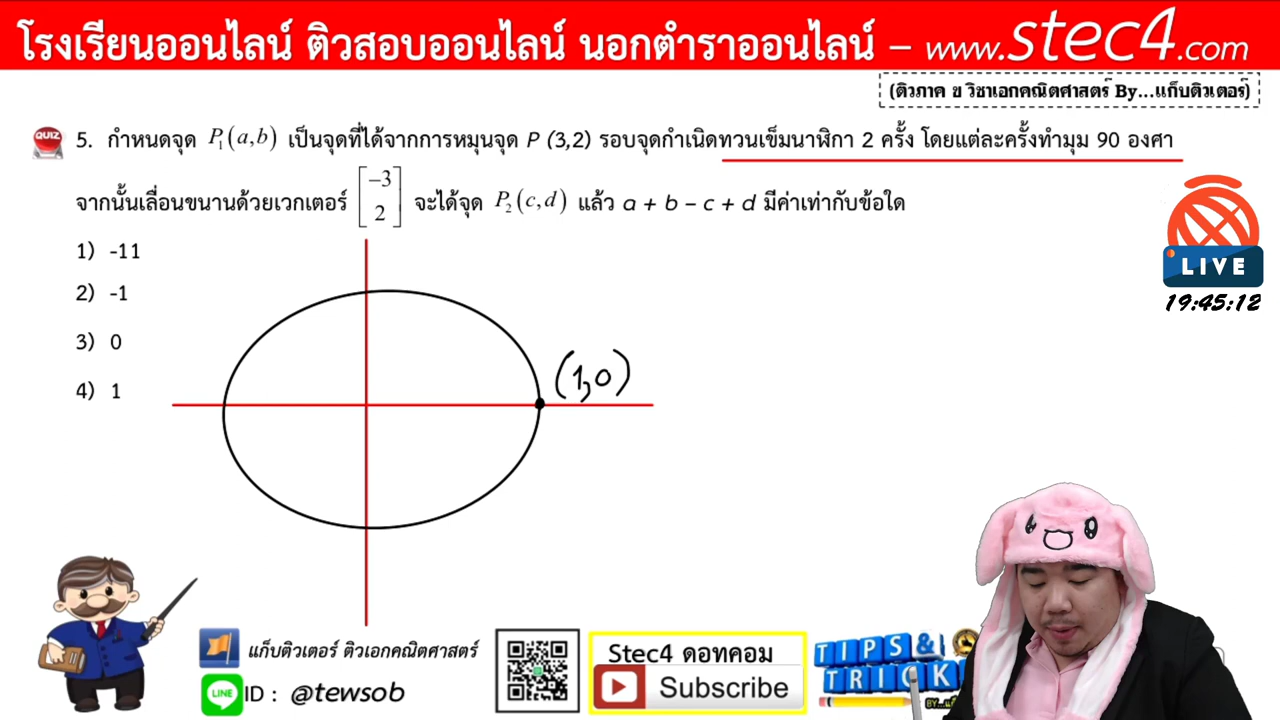 โรงเรียนออนไลน์ ติวสอบออนไลน์ นอกตำราออนไลน์ – www.stec4.com
(ติวภาค ข วิชาเอกคณิตศาสตร์ By...แก๊บติวเตอร์)
QUIZ 5. กำหนดจุด P₁(a,b) เป็นจุดที่ได้จากการหมุนจุด P (3,2) รอบจุดกำเนิดทวนเข็มนาฬิกา 2 ครั้ง โดยแต่ละครั้งทำมุม 90 องศา
จากนั้นเลื่อนขนานด้วยเวกเตอร์ [−3 2] จะได้จุด P₂(c,d) แล้ว a + b – c + d มีค่าเท่ากับข้อใด
1) -11
2) -1
3) 0
4) 1
(1,0)
LIVE
19:45:12
แก๊บติวเตอร์ ติวเอกคณิตศาสตร์
LINE ID : @tewsob
Stec4 ดอทคอม
Subscribe
TIPS &
TRICK